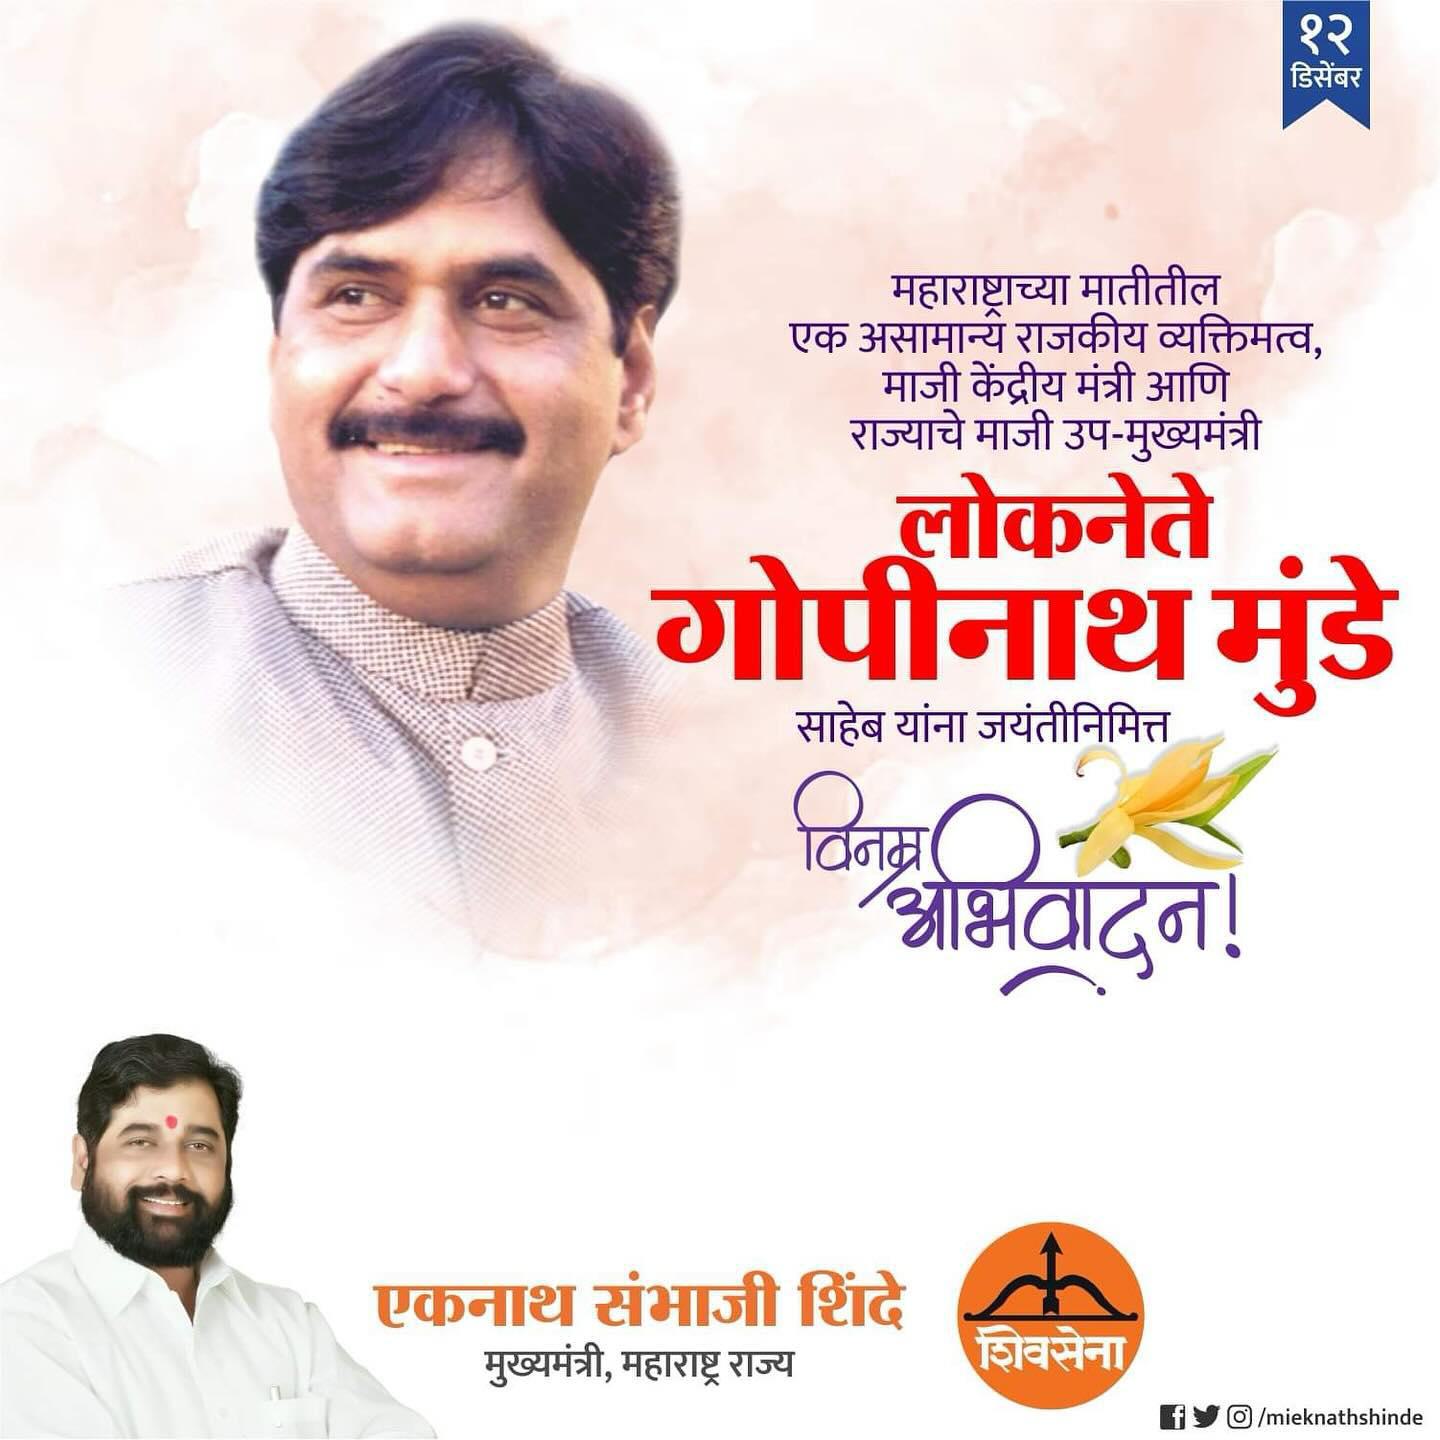 १२
डिसेंबर
महाराष्ट्राच्या मातीतील
एक असामान्य राजकीय व्यक्तिमत्व,
माजी केंद्रीय मंत्री आणि
राज्याचे माजी उप-मुख्यमंत्री
लोकनेते
गोपीनाथ मुंडे
साहेब यांना जयंतीनिमित्त
विनम्र
अभिवादन!
एकनाथ संभाजी शिंदे
मुख्यमंत्री, महाराष्ट्र राज्य
शिवसेना
/mieknathshinde